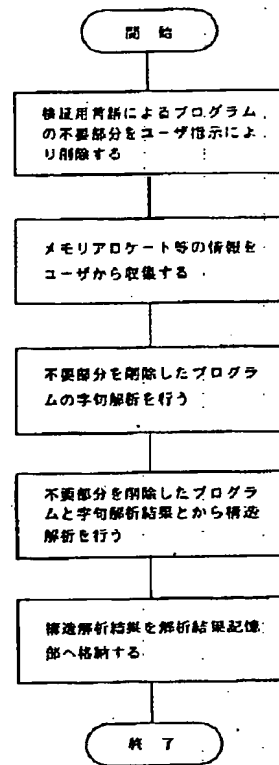 開始
検証用言語によるプログラム
の不要部分をユーザ指示によ
り削除する
メモリアロケート等の情報を
ユーザから収集する
不要部分を削除したプログラ
ムの字句解析を行う
不要部分を削除したプログラ
ムと字句解析結果とから構造
解析を行う
構造解析結果を解析結果記憶
部へ格納する
終了